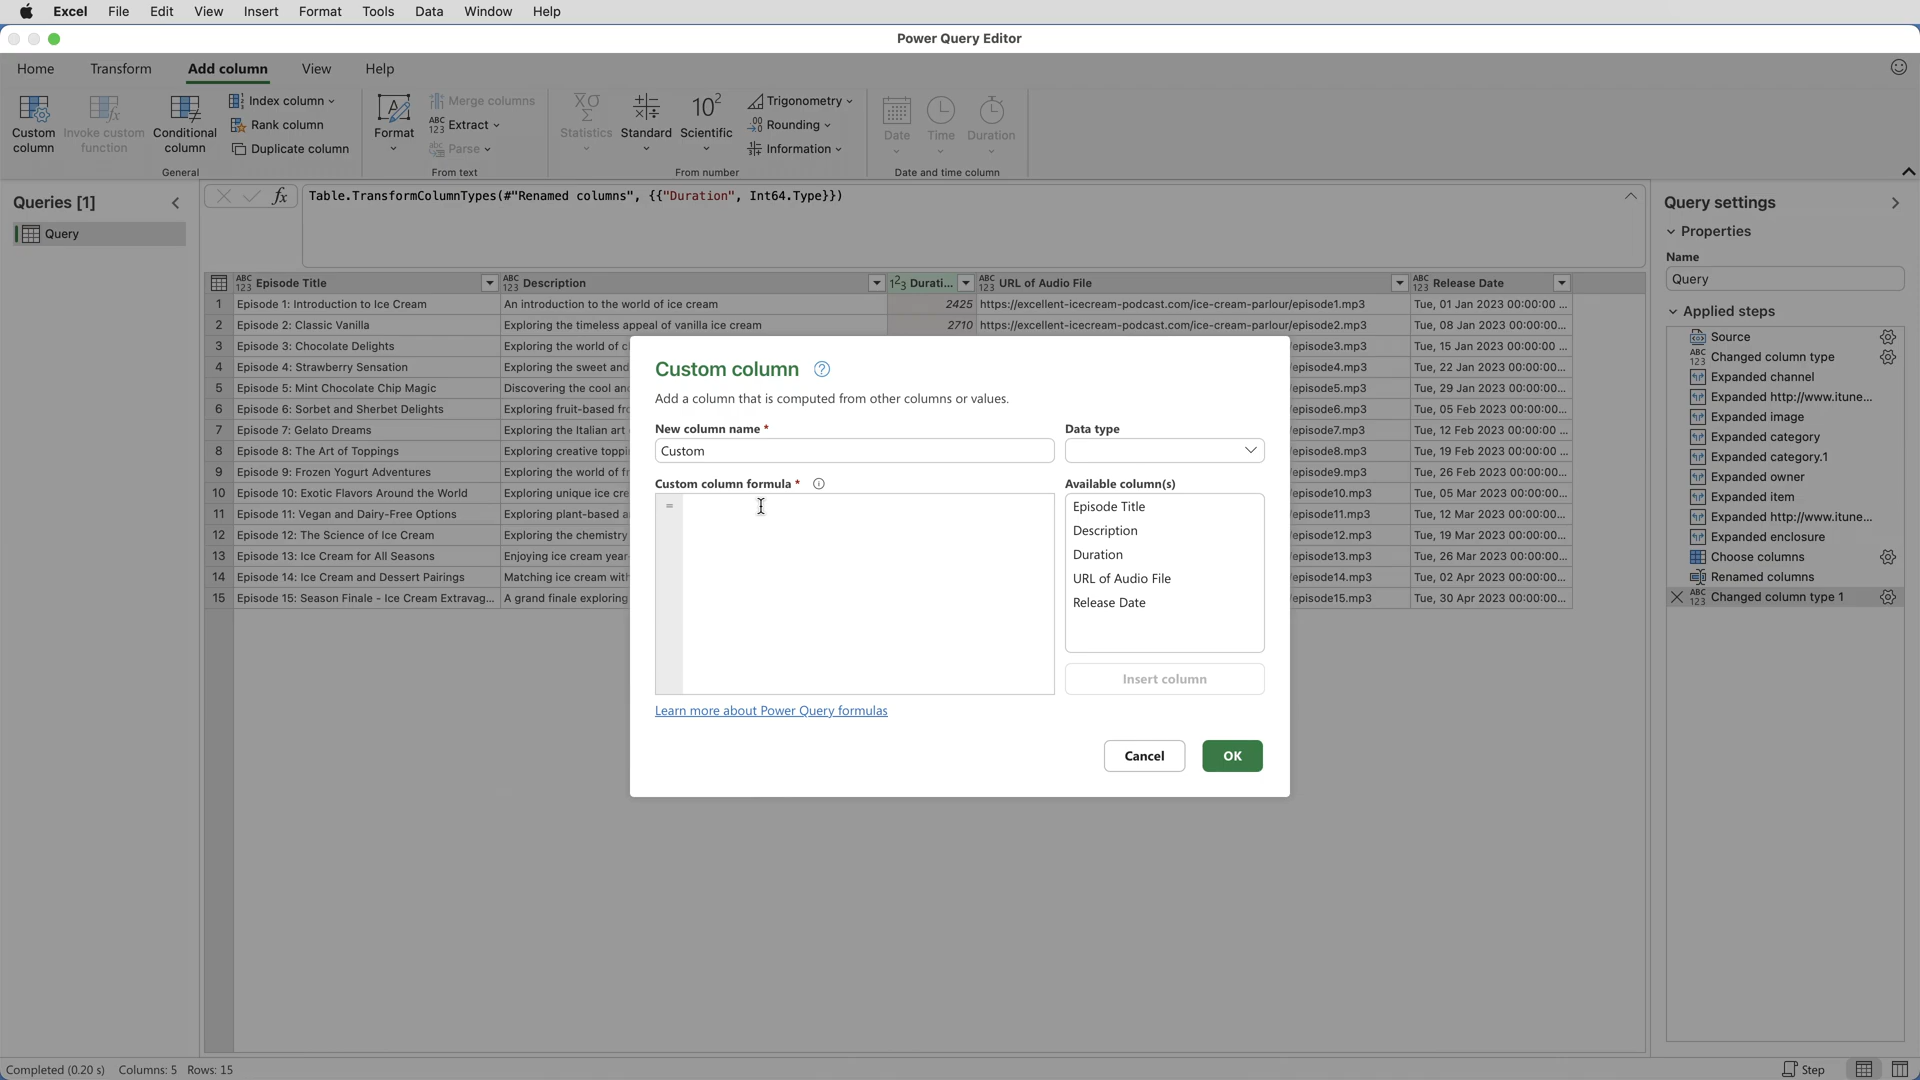 Excel File Edit View Insert Format Tools Data Window Help
Power Query Editor
Home Transform Add column View Help
Custom column
Invoke custom function
Conditional column
Index column
Rank column
Duplicate column
General
Format
Merge columns
ABC 123 Extract
abc 123 Parse
From text
XΟ Σ Statistics
Standard
10² Scientific
Trigonometry
.00 Rounding
Information
From number
Date
Time
Duration
Date and time column
Queries [1]
Query
fx
Table.TransformColumnTypes(#"Renamed columns", {{"Duration", Int64.Type}})
ABC 123 Episode Title ABC 123 Description 1²3 Durati... ABC 123 URL of Audio File ABC 123 Release Date
1 Episode 1: Introduction to Ice Cream An introduction to the world of ice cream 2425 https://excellent-icecream-podcast.com/ice-cream-parlour/episode1.mp3 Tue, 01 Jan 2023 00:00:00 ...
2 Episode 2: Classic Vanilla Exploring the timeless appeal of vanilla ice cream 2710 https://excellent-icecream-podcast.com/ice-cream-parlour/episode2.mp3 Tue, 08 Jan 2023 00:00:00...
3 Episode 3: Chocolate Delights Exploring the world of episode3.mp3 Tue, 15 Jan 2023 00:00:00...
4 Episode 4: Strawberry Sensation Exploring the sweet and episode4.mp3 Tue, 22 Jan 2023 00:00:00...
5 Episode 5: Mint Chocolate Chip Magic Discovering the cool episode5.mp3 Tue, 29 Jan 2023 00:00:00...
6 Episode 6: Sorbet and Sherbet Delights Exploring fruit-based episode6.mp3 Tue, 05 Feb 2023 00:00:00...
7 Episode 7: Gelato Dreams Exploring the Italian art episode7.mp3 Tue, 12 Feb 2023 00:00:00...
8 Episode 8: The Art of Toppings Exploring creative episode8.mp3 Tue, 19 Feb 2023 00:00:00 ...
9 Episode 9: Frozen Yogurt Adventures Exploring the world of episode9.mp3 Tue, 26 Feb 2023 00:00:00...
10 Episode 10: Exotic Flavors Around the World Exploring unique ice episode10.mp3 Tue, 05 Mar 2023 00:00:00...
11 Episode 11: Vegan and Dairy-Free Options Exploring plant-based episode11.mp3 Tue, 12 Mar 2023 00:00:00...
12 Episode 12: The Science of Ice Cream Exploring the chemistry episode12.mp3 Tue, 19 Mar 2023 00:00:00...
13 Episode 13: Ice Cream for All Seasons Enjoying ice cream episode13.mp3 Tue, 26 Mar 2023 00:00:00...
14 Episode 14: Ice Cream and Dessert Pairings Matching ice cream episode14.mp3 Tue, 02 Apr 2023 00:00:00...
15 Episode 15: Season Finale - Ice Cream Extravag... A grand finale exploring episode15.mp3 Tue, 30 Apr 2023 00:00:00...
Custom column ?
Add a column that is computed from other columns or values.
New column name * Data type
Custom
Custom column formula * Available column(s)
=
Episode Title
Description
Duration
URL of Audio File
Release Date
Insert column
Learn more about Power Query formulas
Cancel OK
Query settings
Properties
Name
Query
Applied steps
Source
ABC 123 Changed column type
Expanded channel
Expanded http://www.itune...
Expanded image
Expanded category
Expanded category.1
Expanded owner
Expanded item
Expanded http://www.itune...
Expanded enclosure
Choose columns
Renamed columns
ABC 123 Changed column type 1
Completed (0.20 s) Columns: 5 Rows: 15 Step